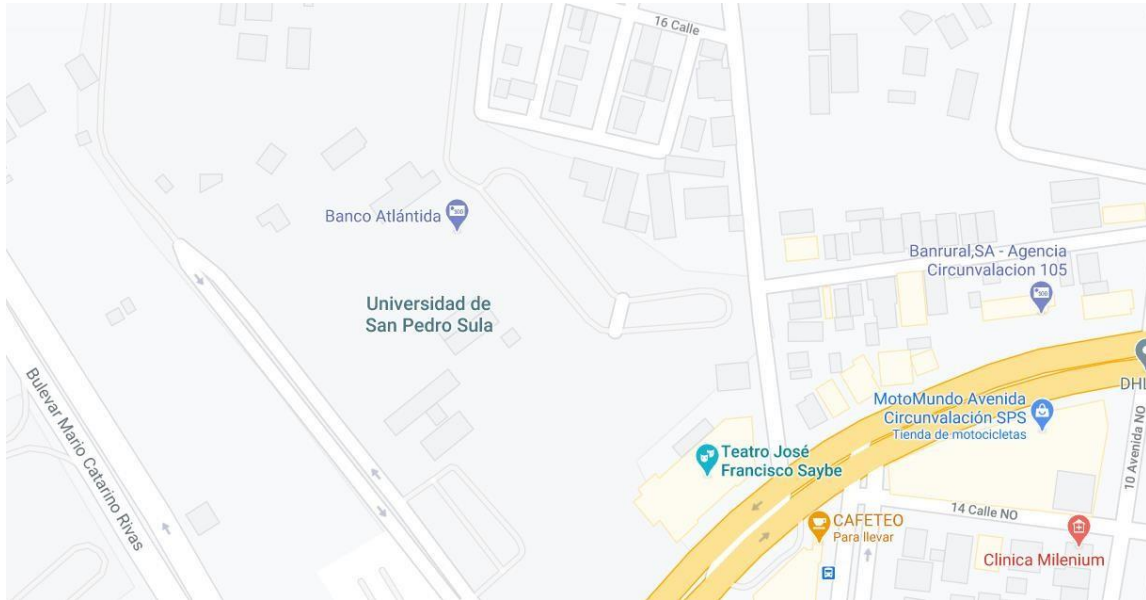 16 Calle
Banco Atlántida
Banrural,SA - Agencia
Circunvalacion 105
Universidad de
San Pedro Sula
DHL
MotoMundo Avenida
Circunvalación SPS
Tienda de motocicletas
Bulevar Mario Catarino Rivas
Teatro José
Francisco Saybe
10 Avenida NO
14 Calle NO
CAFETEO
Para llevar
Clinica Milenium